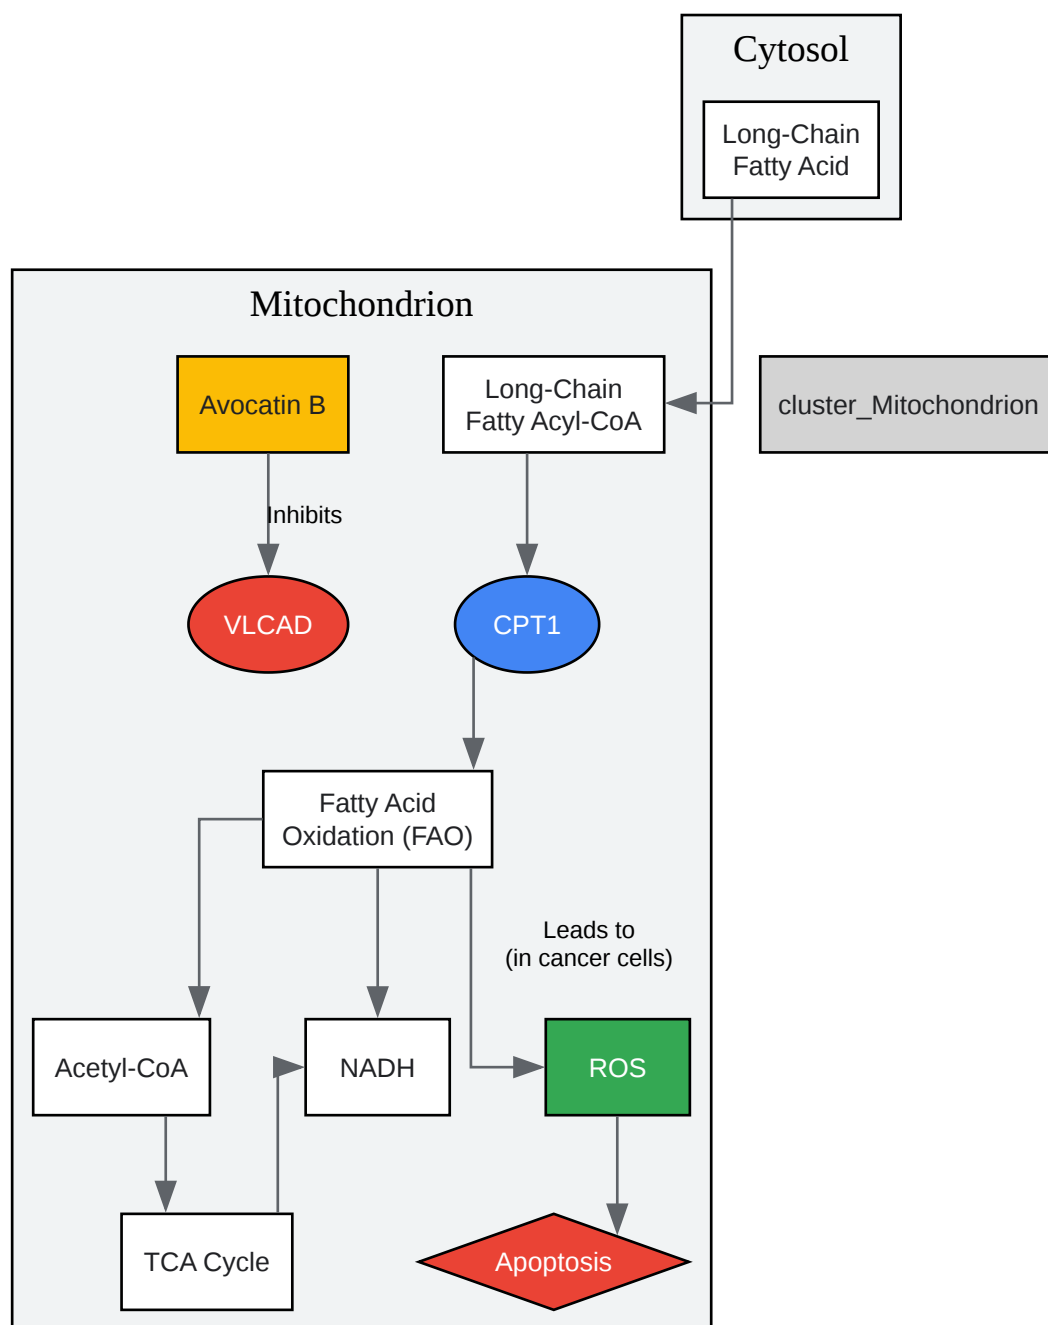 Cytosol
Long-Chain
Fatty Acid
Mitochondrion
Avocatin B
Long-Chain
Fatty Acyl-CoA
cluster_Mitochondrion
Inhibits
VLCAD
CPT1
Fatty Acid
Oxidation (FAO)
Leads to
(in cancer cells)
Acetyl-CoA
NADH
ROS
TCA Cycle
Apoptosis